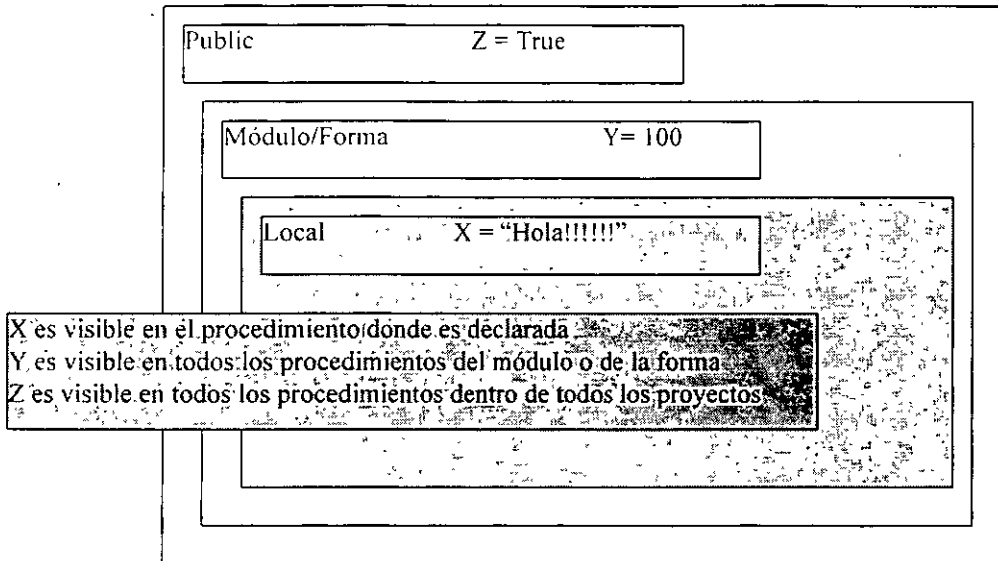 Public Z = True
Módulo/Forma Y= 100
Local X = "Hola!!!!!!"
X es visible en el procedimiento donde es declarada
Y es visible en todos los procedimientos del módulo o de la forma
Z es visible en todos los procedimientos dentro de todos los proyectos